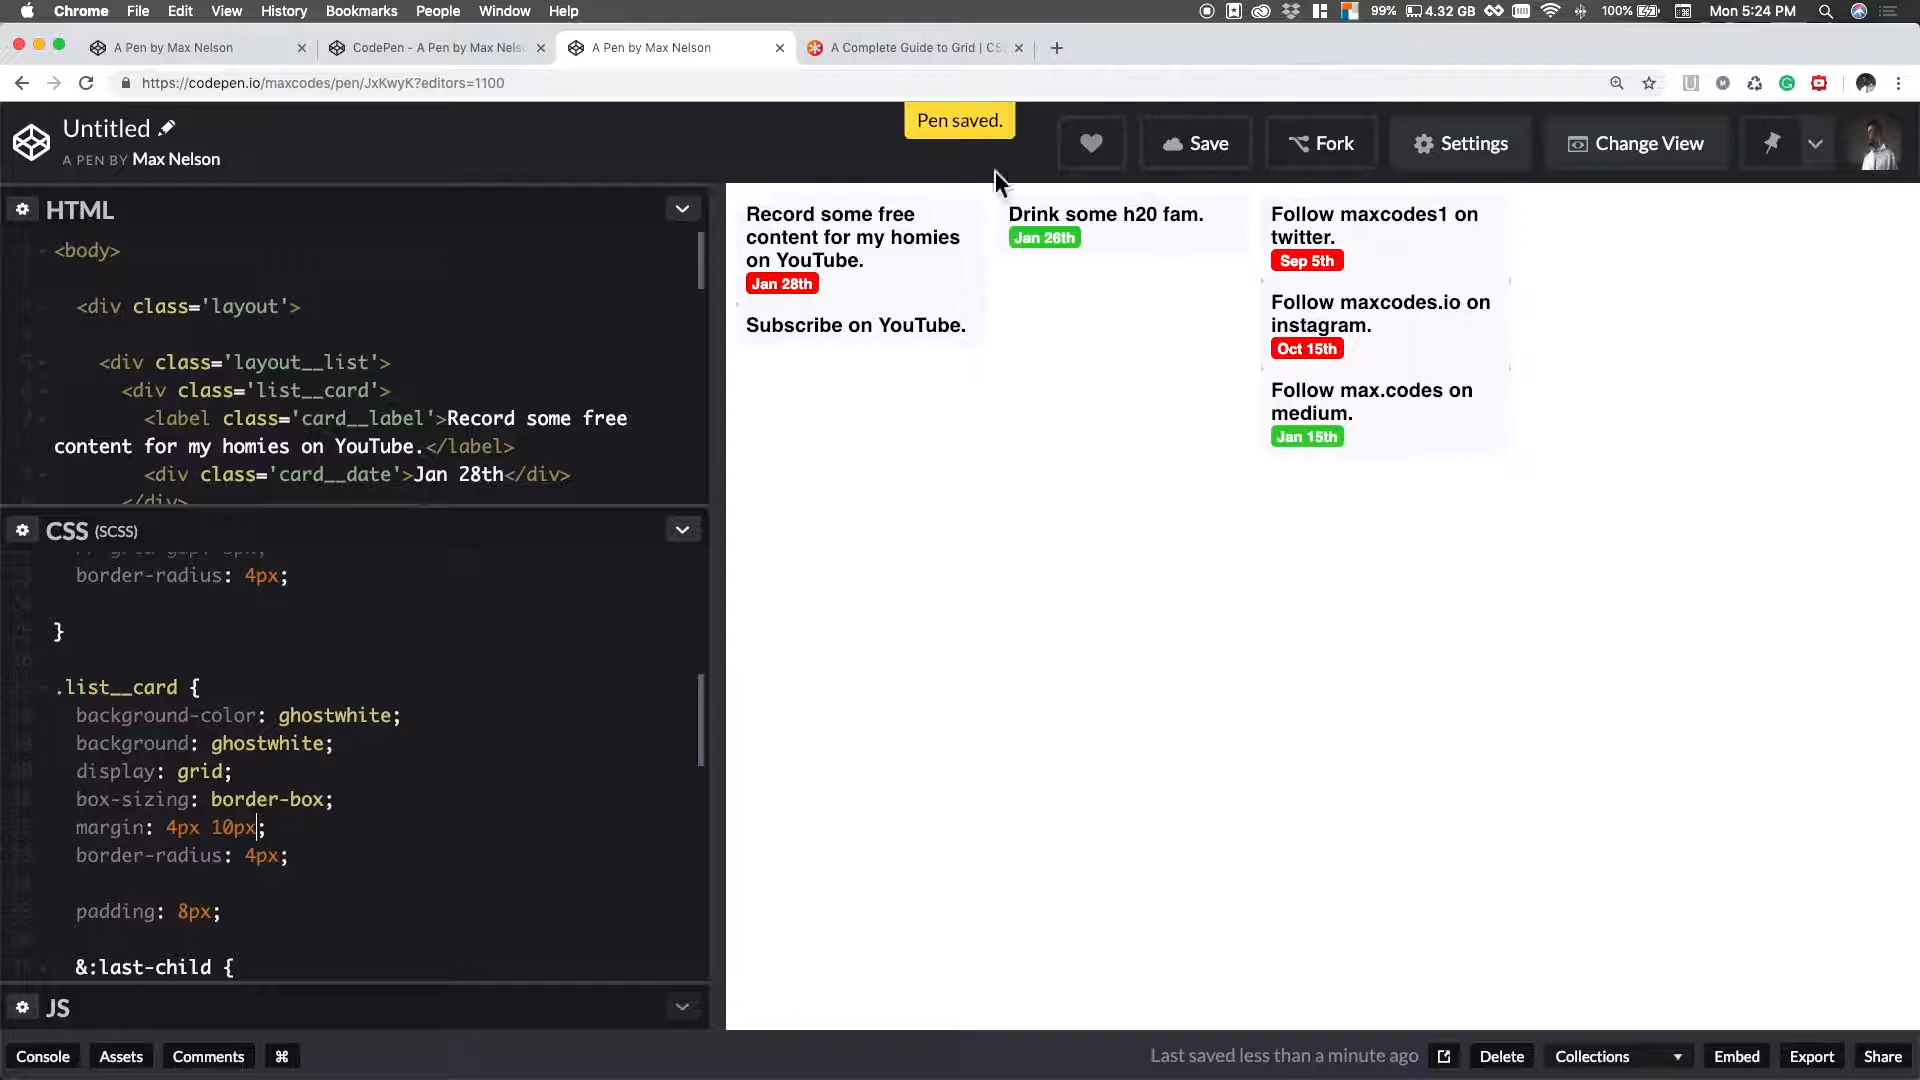 Chrome File Edit View History Bookmarks People Window Help
99% 4.32 GB 100% Mon 5:24 PM
A Pen by Max Nelson
CodePen - A Pen by Max Nels
A Pen by Max Nelson
A Complete Guide to Grid | CS
https://codepen.io/maxcodes/pen/JxKwyK?editors=1100
Untitled
A PEN BY Max Nelson
Pen saved.
Save Fork Settings Change View
HTML
<body>
<div class='layout'>
<div class='layout__list'>
<div class='list__card'>
<label class='card__label'>Record some free
content for my homies on YouTube.</label>
<div class='card__date'>Jan 28th</div>
</div>
CSS (SCSS)
border-radius: 4px;
}
.list__card {
background-color: ghostwhite;
background: ghostwhite;
display: grid;
box-sizing: border-box;
margin: 4px 10px;
border-radius: 4px;
padding: 8px;
&:last-child {
JS
Record some free
content for my homies
on YouTube.
Jan 28th
Subscribe on YouTube.
Drink some h20 fam.
Jan 26th
Follow maxcodes1 on
twitter.
Sep 5th
Follow maxcodes.io on
instagram.
Oct 15th
Follow max.codes on
medium.
Jan 15th
Console Assets Comments ⌘
Last saved less than a minute ago
Delete Collections Embed Export Share